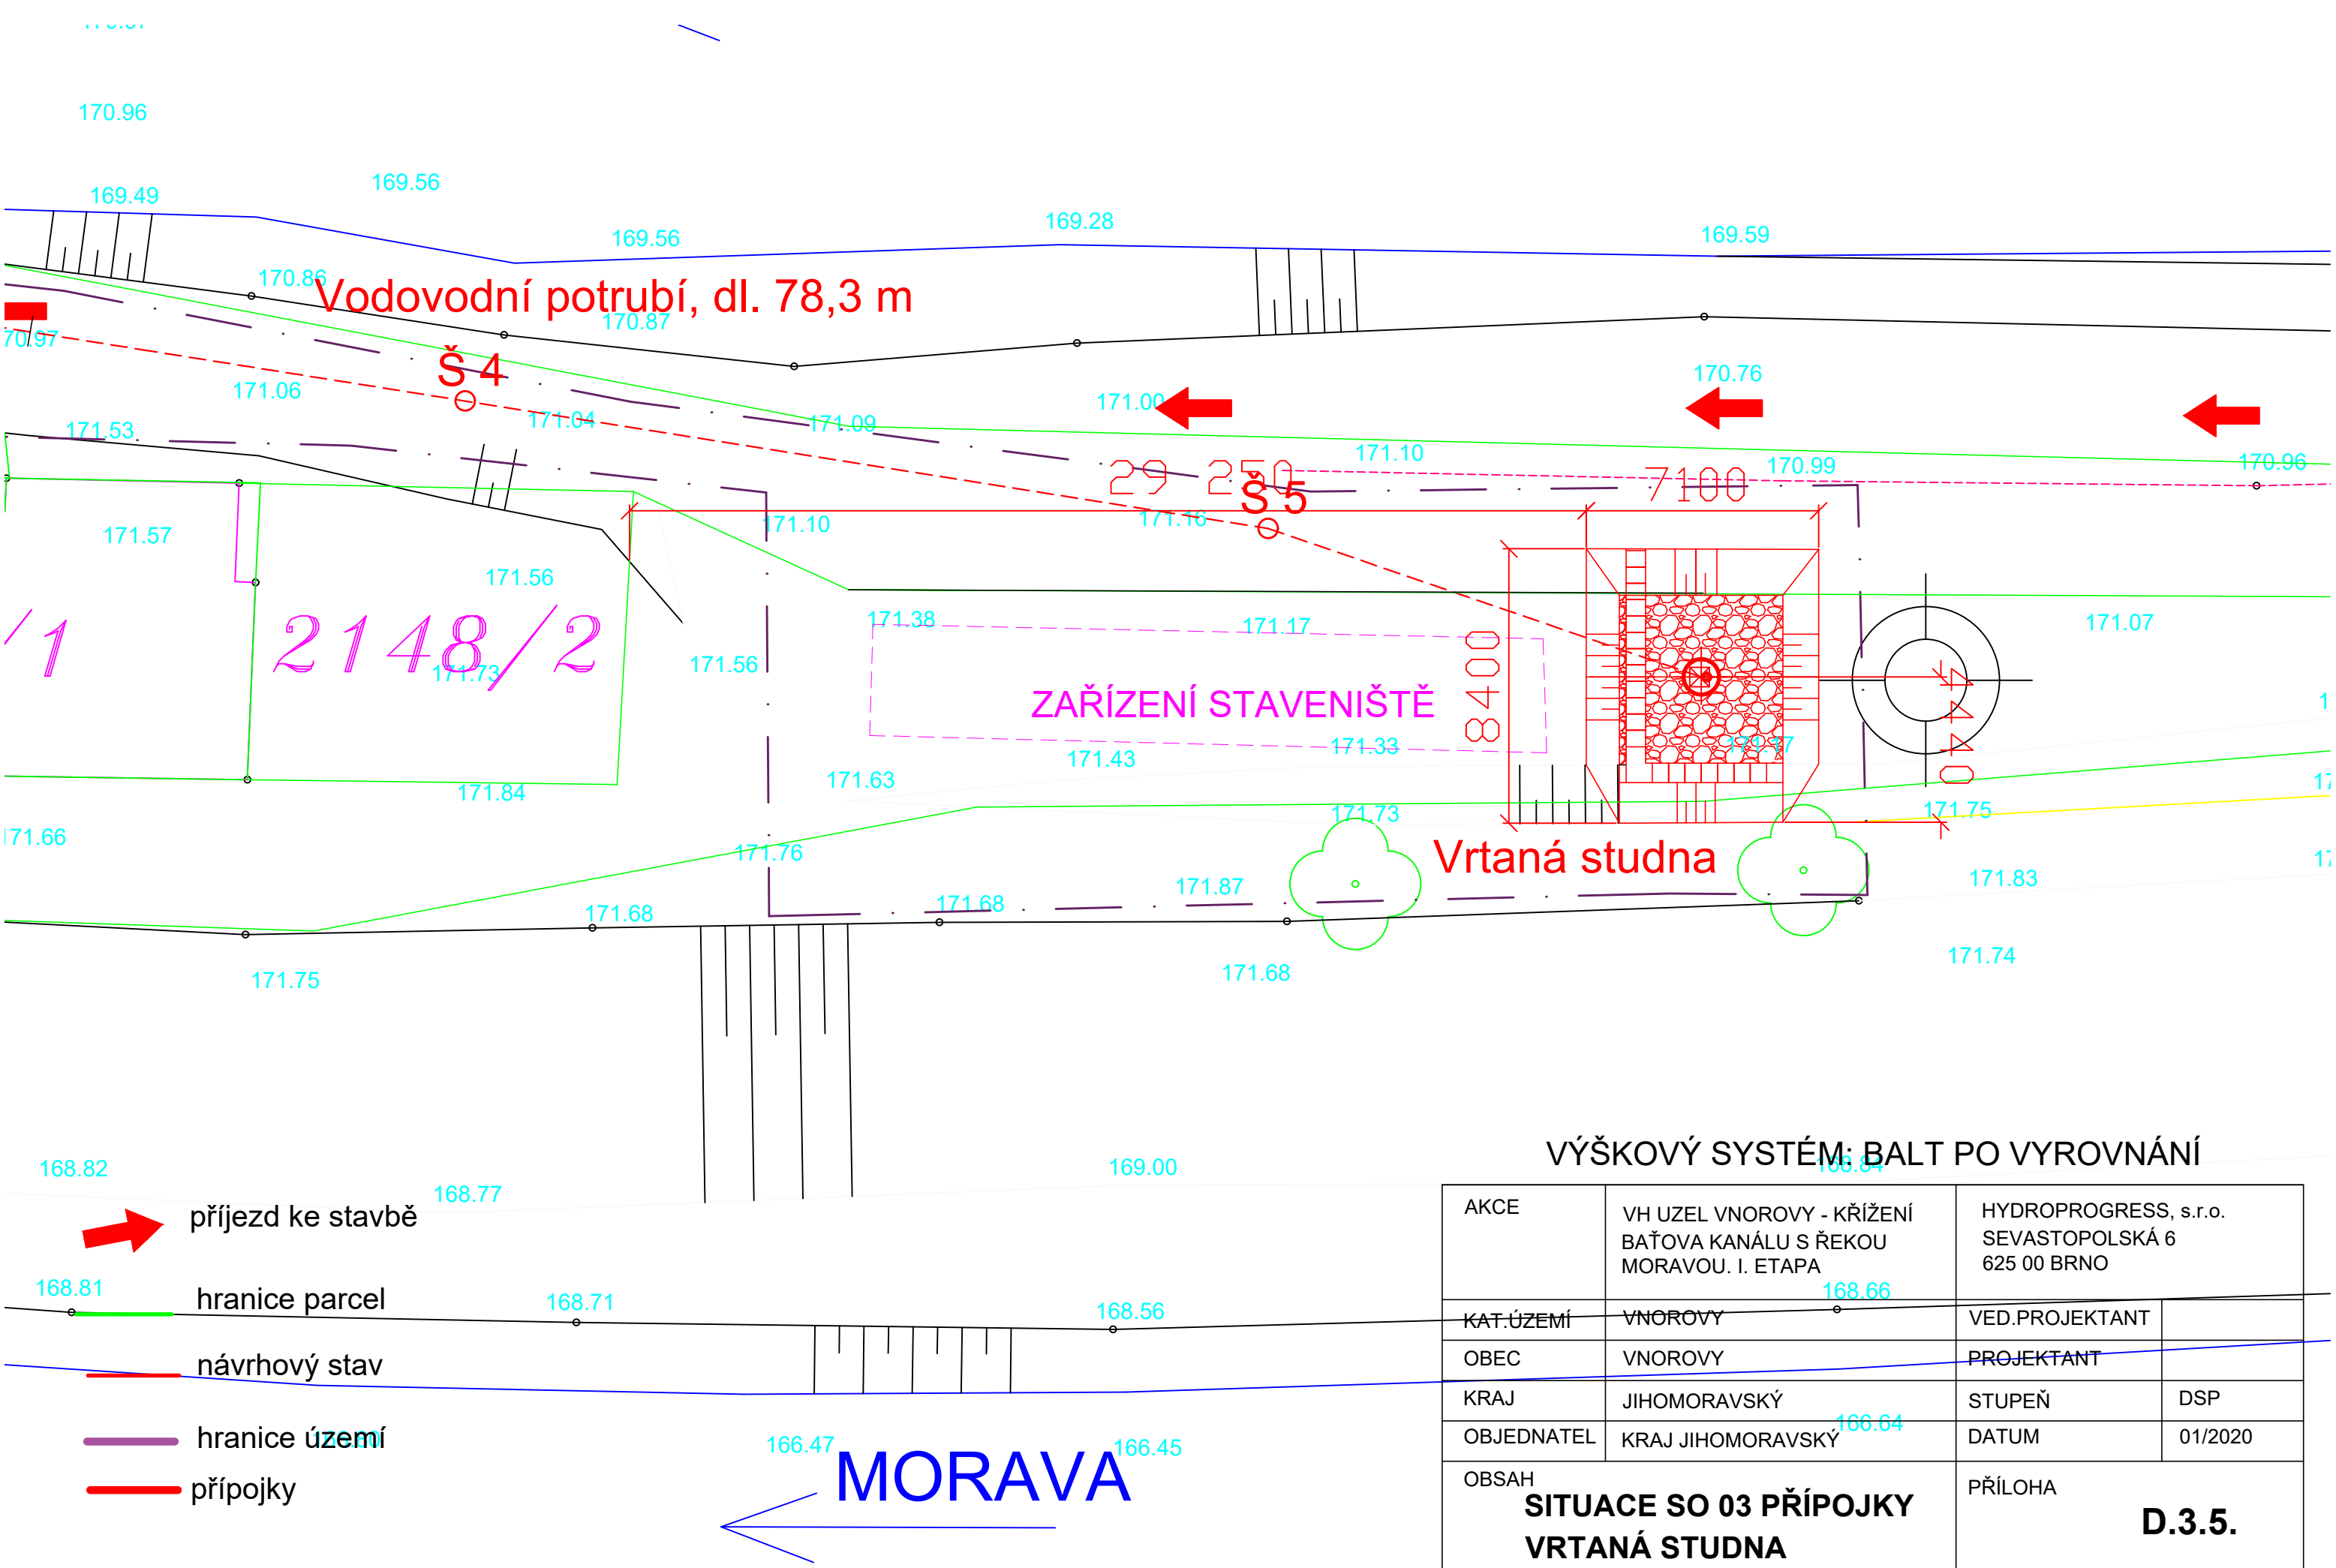 170.96
169.49
169.56
169.56
169.28
169.59
170.86
Vodovodní potrubí, dl. 78,3 m
170.87
70.97
Š 4
171.06
171.04
171.09
171.00
170.76
171.53
171.10
170.99
170.96
29 250
7100
Š 5
171.57
171.10
171.16
171.56
/1
2148/2
171.73
171.56
171.38
171.17
171.07
ZAŘÍZENÍ STAVENIŠTĚ
8400
4440
171.43
171.33
171.17
171.63
171.84
171.73
171.75
171.66
171.76
Vrtaná studna
171.87
171.83
171.68
171.68
171.75
171.68
171.74
168.82
168.77
169.00
168.84
VÝŠKOVÝ SYSTÉM: BALT PO VYROVNÁNÍ
příjezd ke stavbě
168.81
hranice parcel
168.71
168.56
168.66
návrhový stav
hranice území
přípojky
166.47
MORAVA
166.45
166.64
AKCE
VH UZEL VNOROVY - KŘÍŽENÍ
BAŤOVA KANÁLU S ŘEKOU
MORAVOU. I. ETAPA
HYDROPROGRESS, s.r.o.
SEVASTOPOLSKÁ 6
625 00 BRNO
KAT.ÚZEMÍ VNOROVY VED.PROJEKTANT
OBEC VNOROVY PROJEKTANT
KRAJ JIHOMORAVSKÝ STUPEŇ DSP
OBJEDNATEL KRAJ JIHOMORAVSKÝ DATUM 01/2020
OBSAH
SITUACE SO 03 PŘÍPOJKY
VRTANÁ STUDNA
PŘÍLOHA
D.3.5.